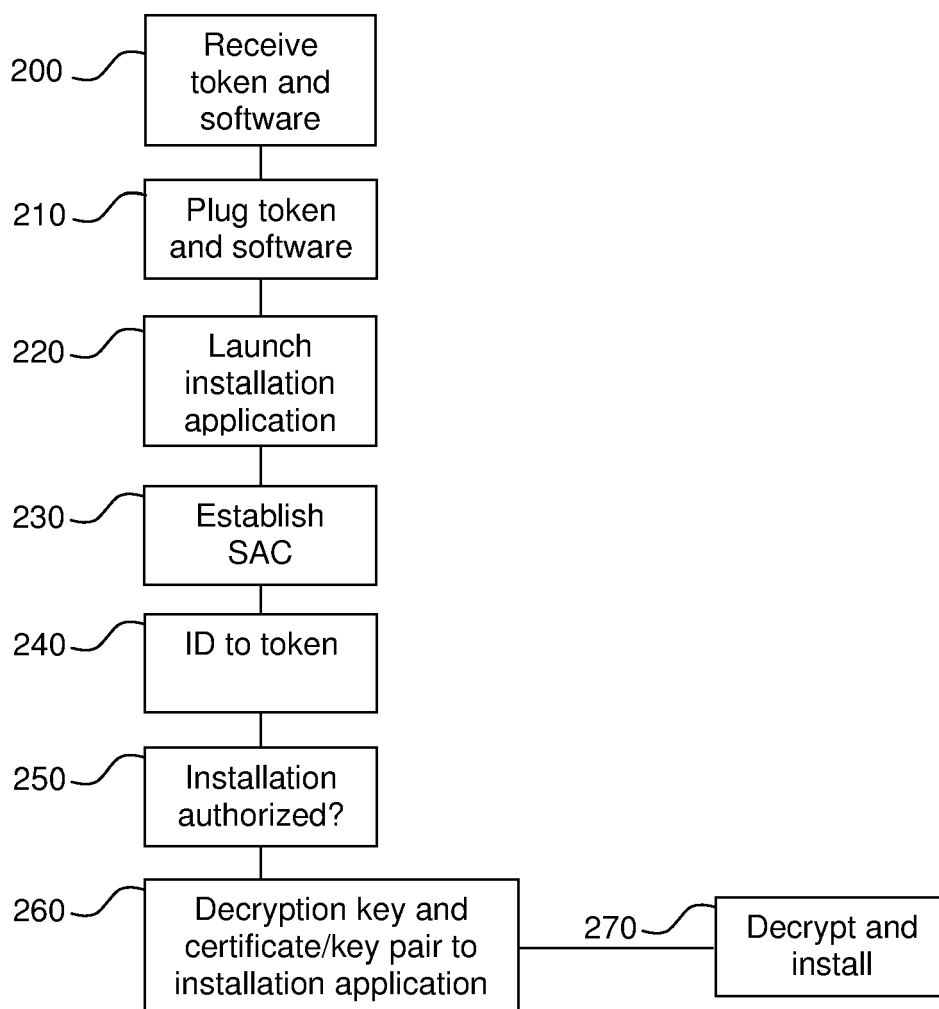 200
Receive
token and
software
210
Plug token
and software
220
Launch
installation
application
230
Establish
SAC
240
ID to token
250
Installation
authorized?
260
Decryption key and
certificate/key pair to
installation application
270
Decrypt and
install